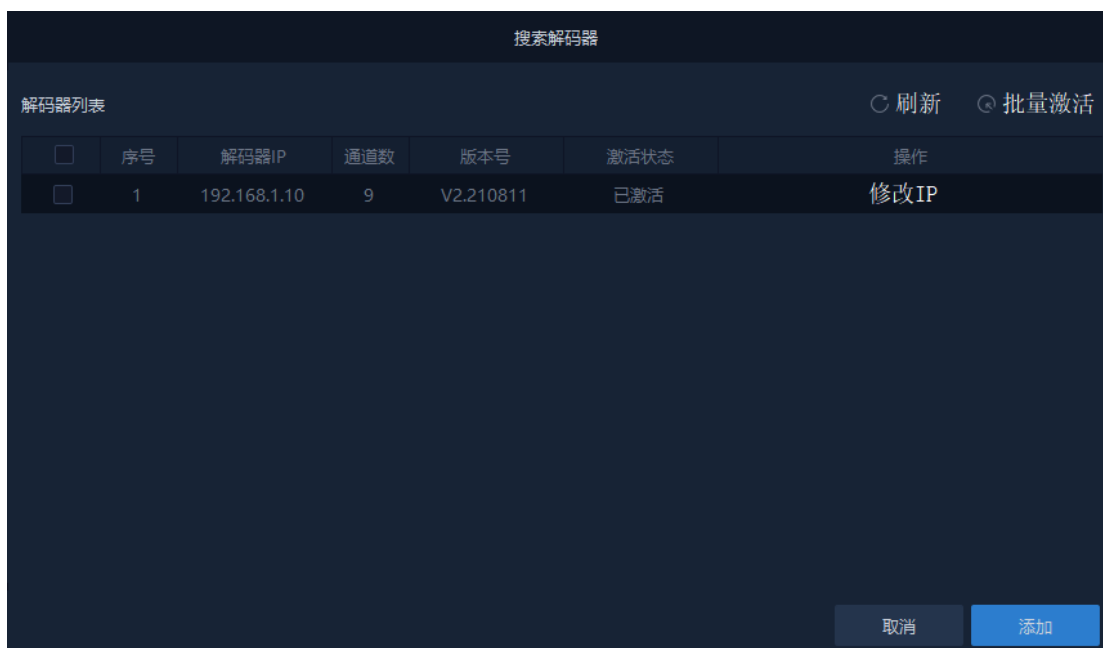 搜素解码器
解码器列表 刷新 批量激活
序号 解码器IP 通道数 版本号 激活状态 操作
1 192.168.1.10 9 V2.210811 已激活 修改IP
取消 添加